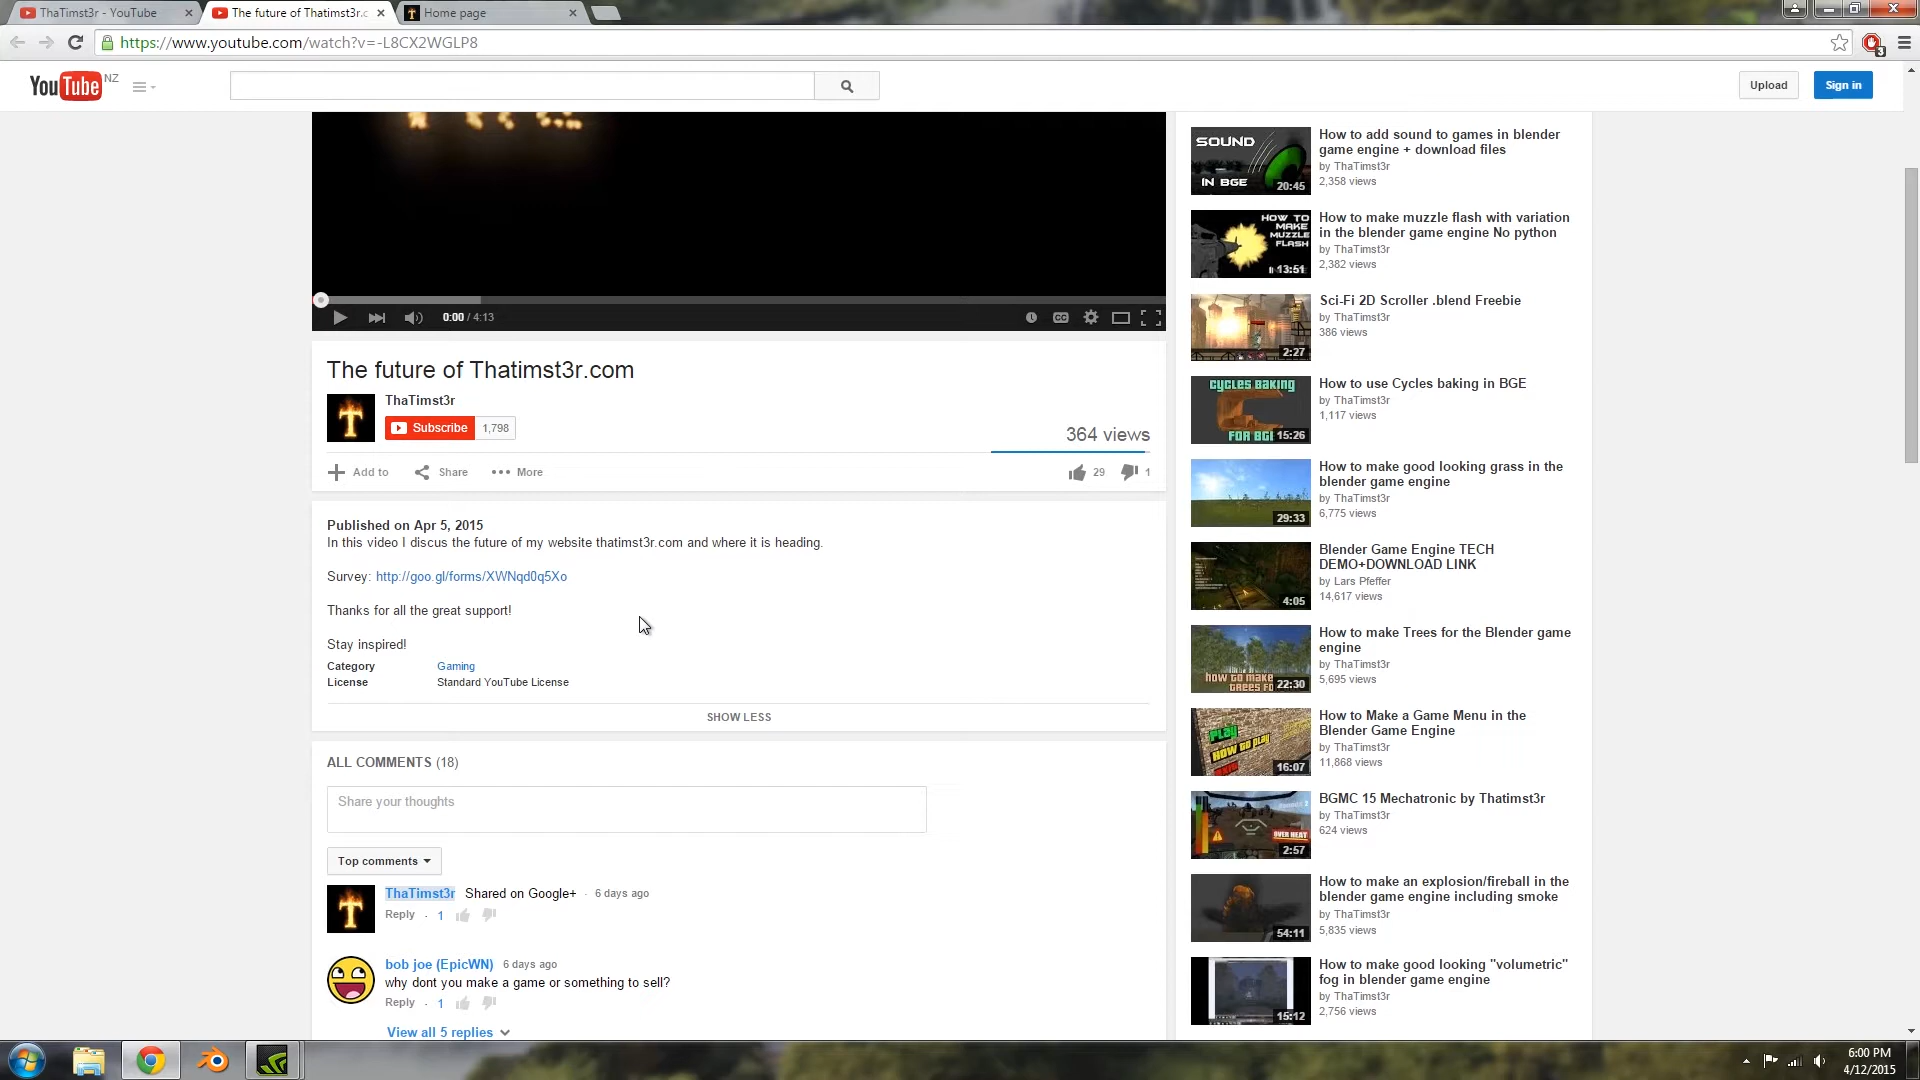 ThaTimst3r - YouTube
The future of Thatimst3r.c
Home page
https://www.youtube.com/watch?v=-L8CX2WGLP8
3
YouTube NZ
Upload
Sign in
0:00 / 4:13
CC
The future of Thatimst3r.com
T
ThaTimst3r
Subscribe 1,798
364 views
Add to
Share
More
29
1
Published on Apr 5, 2015
In this video I discus the future of my website thatimst3r.com and where it is heading.
Survey: http://goo.gl/forms/XWNqd0q5Xo
Thanks for all the great support!
Stay inspired!
Category Gaming
License Standard YouTube License
SHOW LESS
ALL COMMENTS (18)
Share your thoughts
Top comments
T
ThaTimst3r Shared on Google+ · 6 days ago
Reply · 1
bob joe (EpicWN) 6 days ago
why dont you make a game or something to sell?
Reply · 1
View all 5 replies
SOUND
IN BGE
20:45
How to add sound to games in blender
game engine + download files
by ThaTimst3r
2,358 views
HOW TO
MAKE
MUZZLE
FLASH
13:51
How to make muzzle flash with variation
in the blender game engine No python
by ThaTimst3r
2,382 views
2:27
Sci-Fi 2D Scroller .blend Freebie
by ThaTimst3r
386 views
CYCLES BAKING
FOR BGE
15:26
How to use Cycles baking in BGE
by ThaTimst3r
1,117 views
29:33
How to make good looking grass in the
blender game engine
by ThaTimst3r
6,775 views
4:05
Blender Game Engine TECH
DEMO+DOWNLOAD LINK
by Lars Pfeffer
14,617 views
HOW TO MAKE
TREES FO
22:30
How to make Trees for the Blender game
engine
by ThaTimst3r
5,695 views
PLAY
HOW TO PLAY
16:07
How to Make a Game Menu in the
Blender Game Engine
by ThaTimst3r
11,868 views
OVER HEAT
2:57
BGMC 15 Mechatronic by Thatimst3r
by ThaTimst3r
624 views
54:11
How to make an explosion/fireball in the
blender game engine including smoke
by ThaTimst3r
5,835 views
15:12
How to make good looking "volumetric"
fog in blender game engine
by ThaTimst3r
2,756 views
6:00 PM
4/12/2015